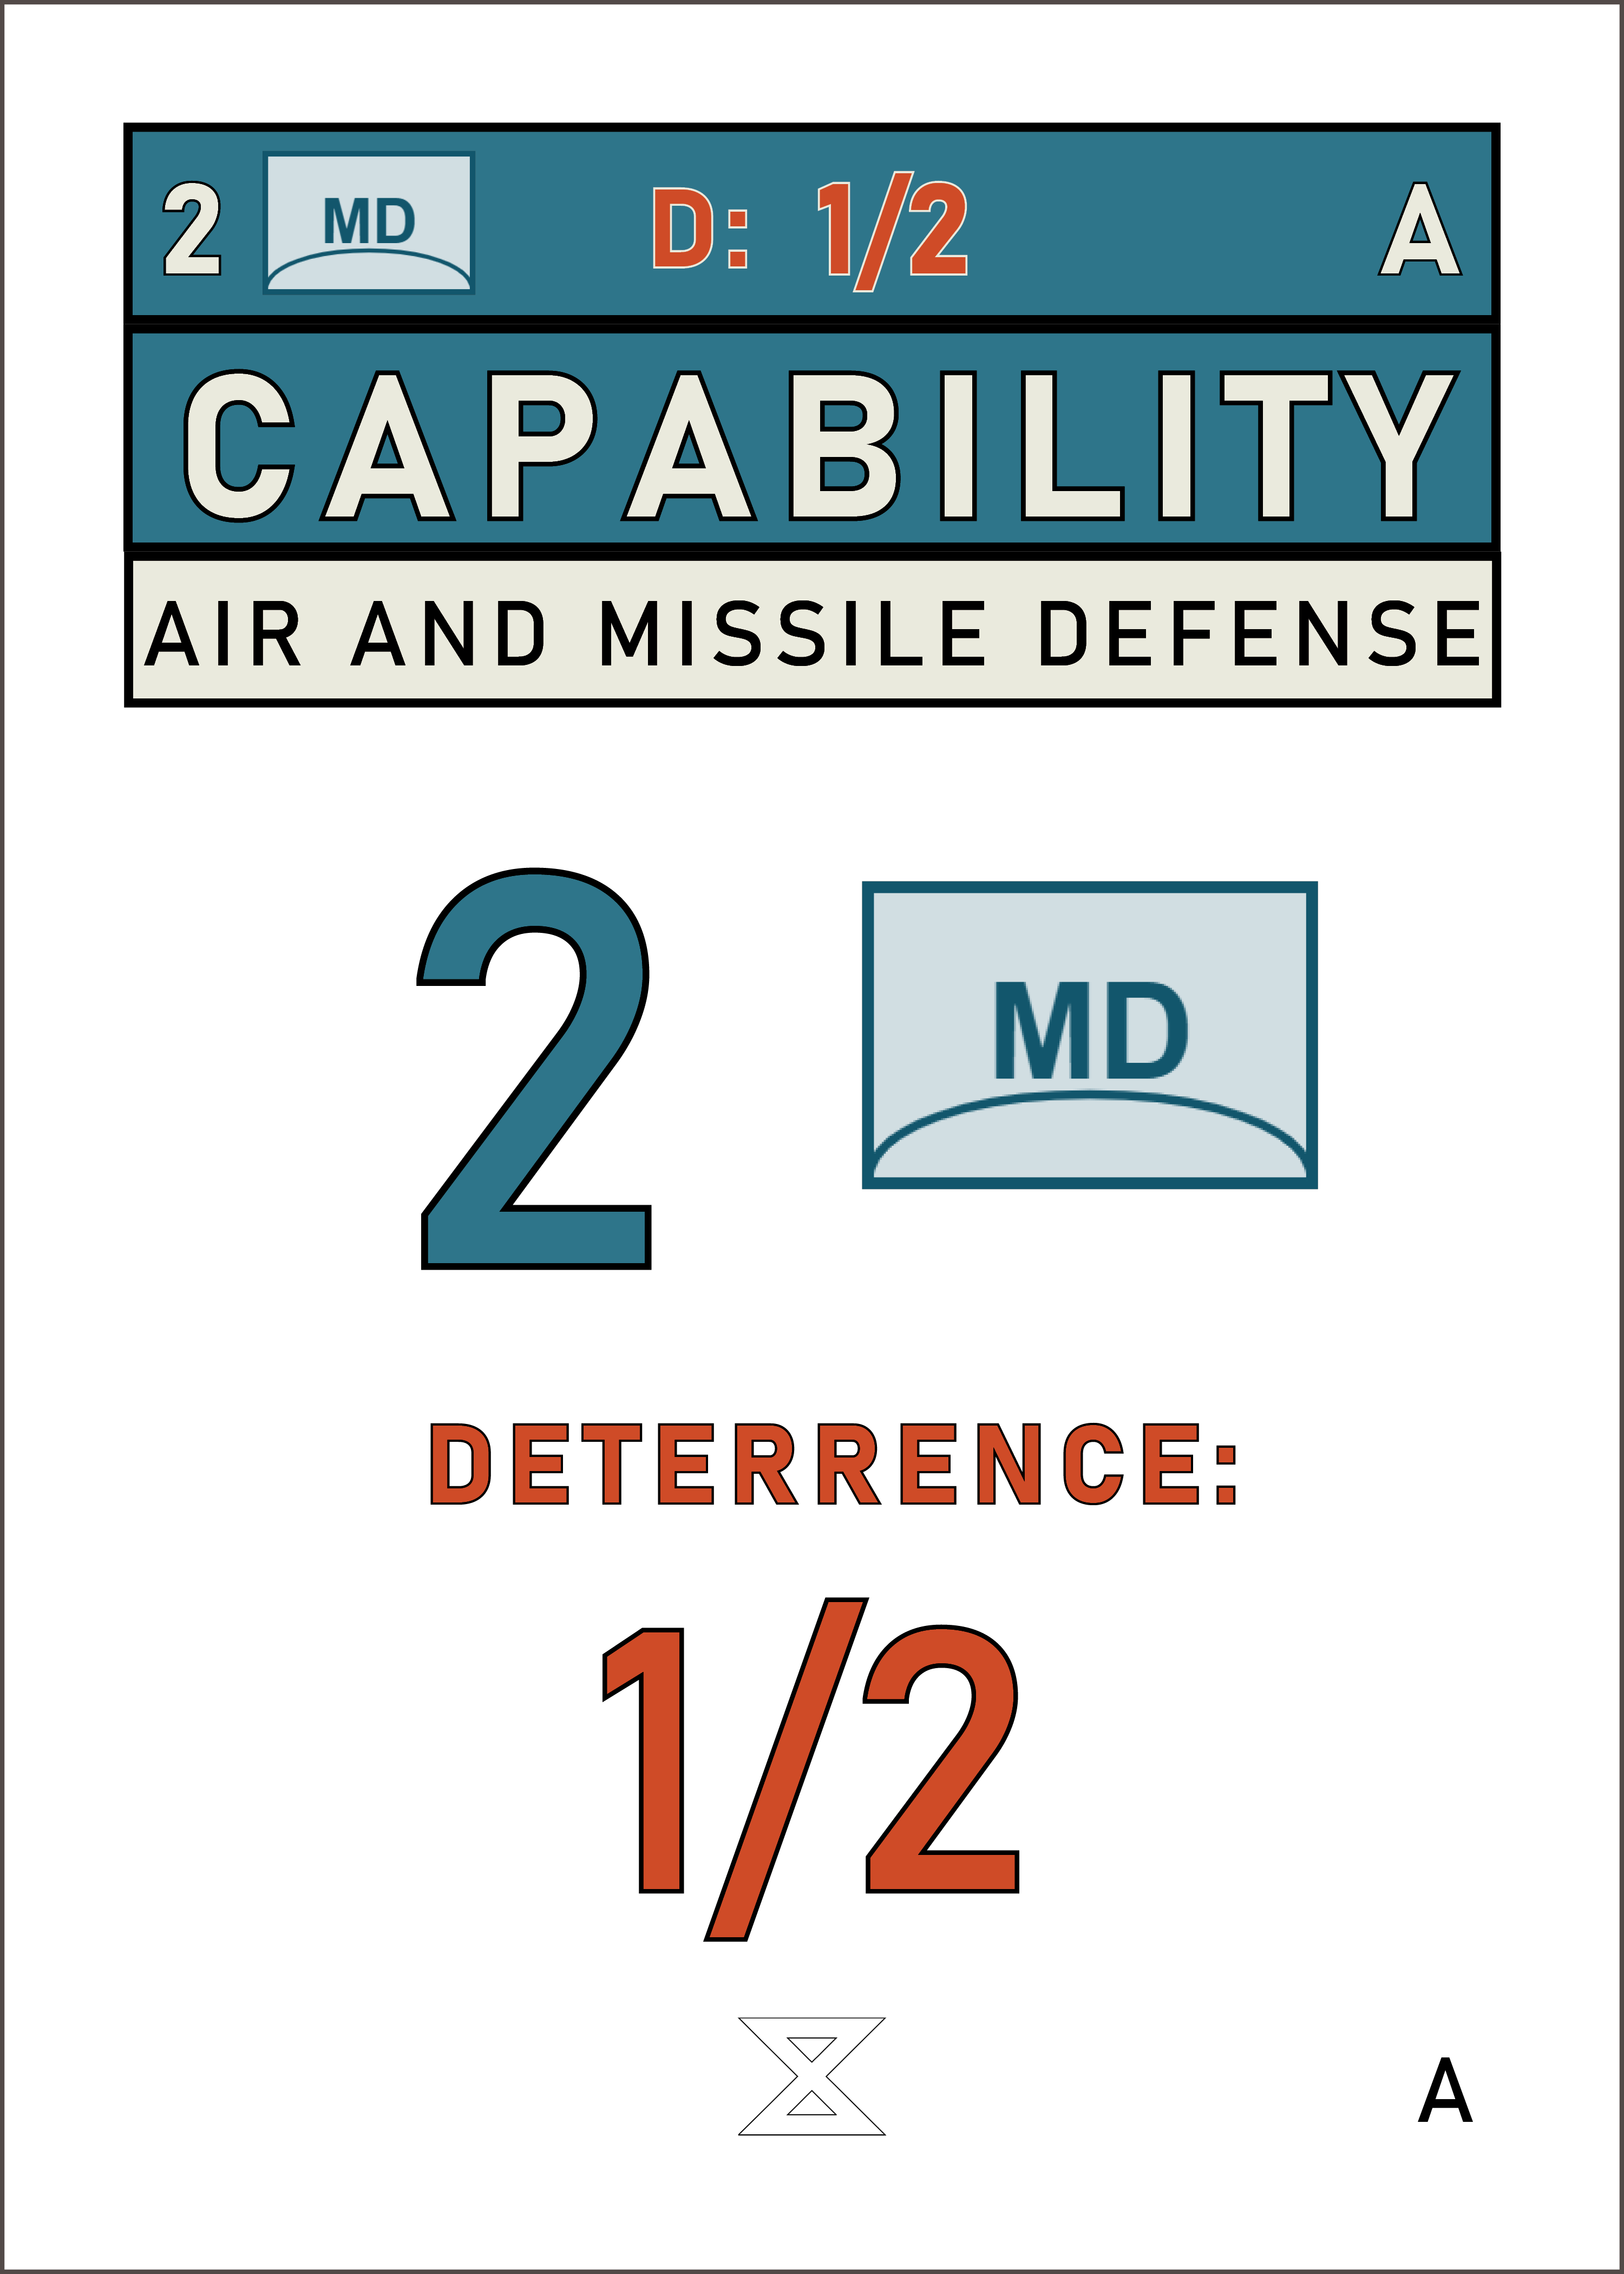 2 MD D: 1/2 A
CAPABILITY
AIR AND MISSILE DEFENSE
2 MD
DETERRENCE:
1/2
A